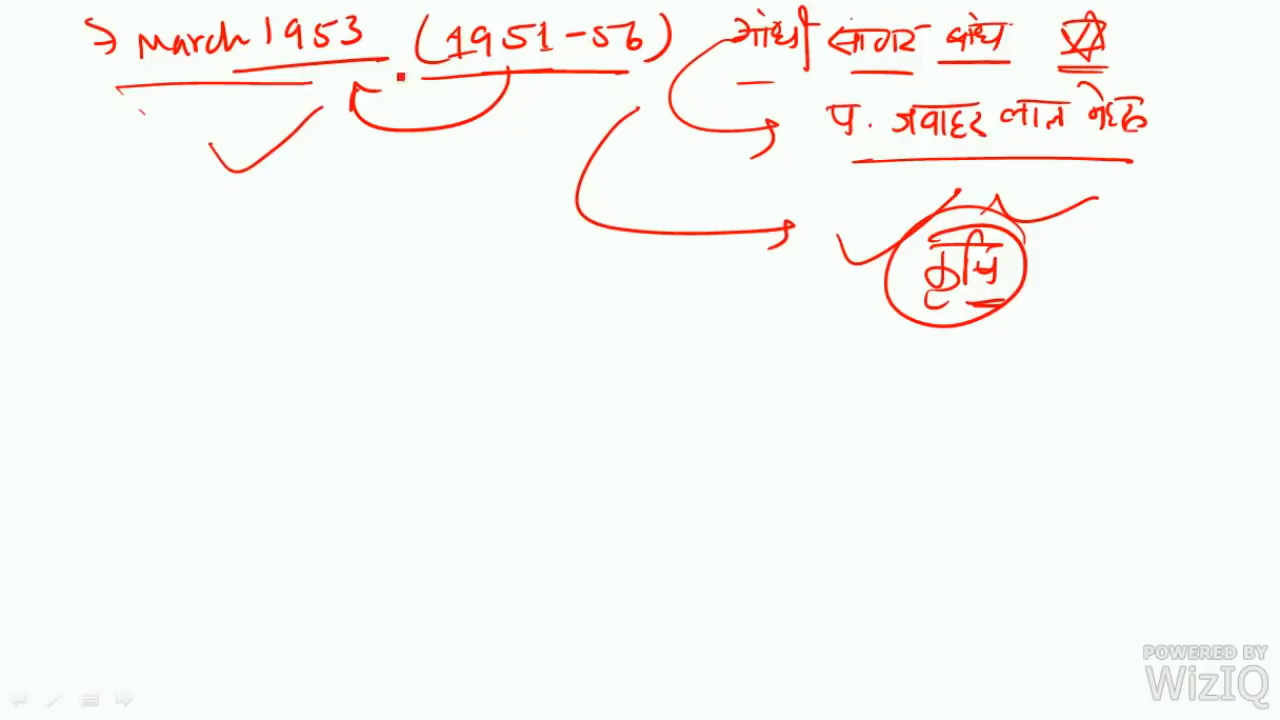 → March 1953 (1951-56) गांधी सागर बांध
पं. जवाहर लाल नेहरू
कृषि
POWERED BY
WizIQ